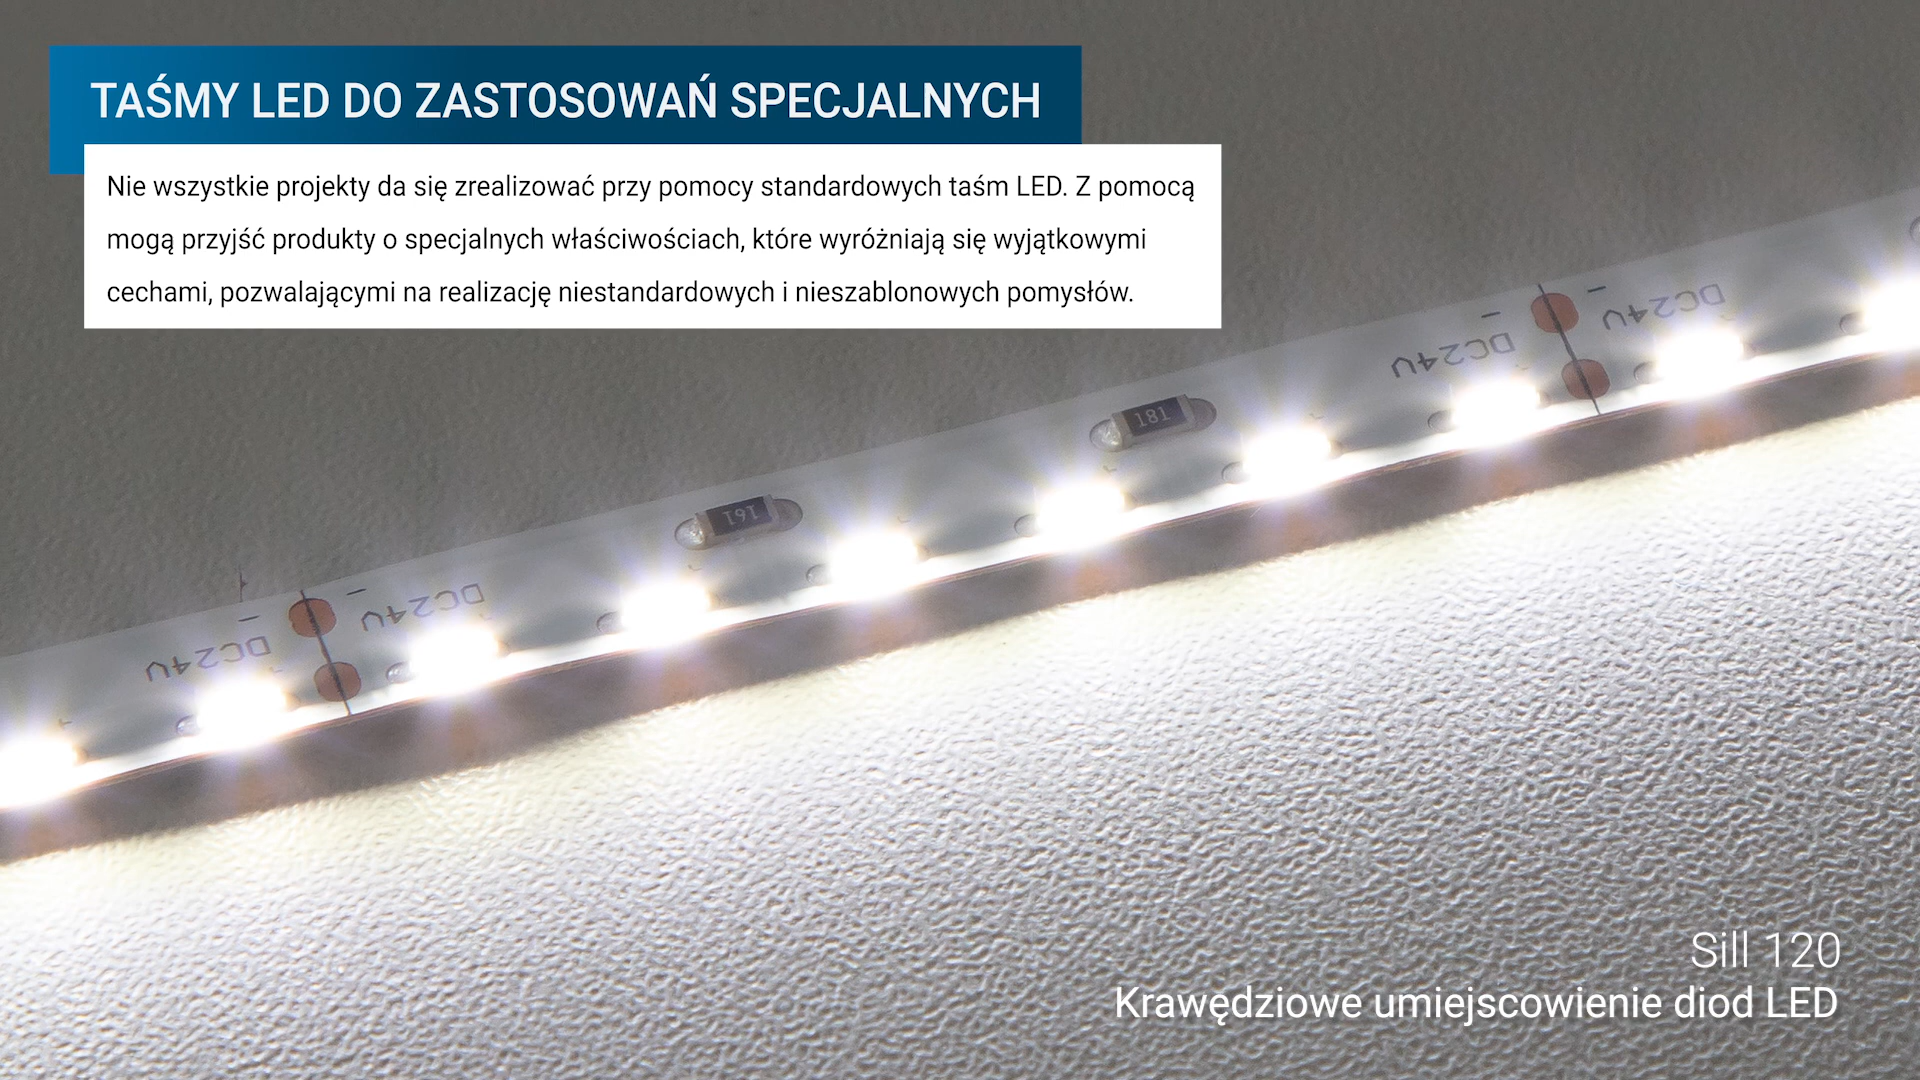 TAŚMY LED DO ZASTOSOWAŃ SPECJALNYCH
Nie wszystkie projekty da się zrealizować przy pomocy standardowych taśm LED. Z pomocą
mogą przyjść produkty o specjalnych właściwościach, które wyróżniają się wyjątkowymi
cechami, pozwalającymi na realizację niestandardowych i nieszablonowych pomysłów.
DC24V
DC24V
181
191
DC24V
DC24V
Sill 120
Krawędziowe umiejscowienie diod LED